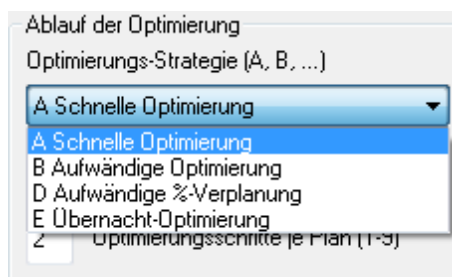 Ablauf der Optimierung
Optimierungs-Strategie (A, B, ...)
A Schnelle Optimierung
A Schnelle Optimierung
B Aufwändige Optimierung
D Aufwändige %-Verplanung
E Übernacht-Optimierung
2 Optimierungsschritte je Plan (1-9)